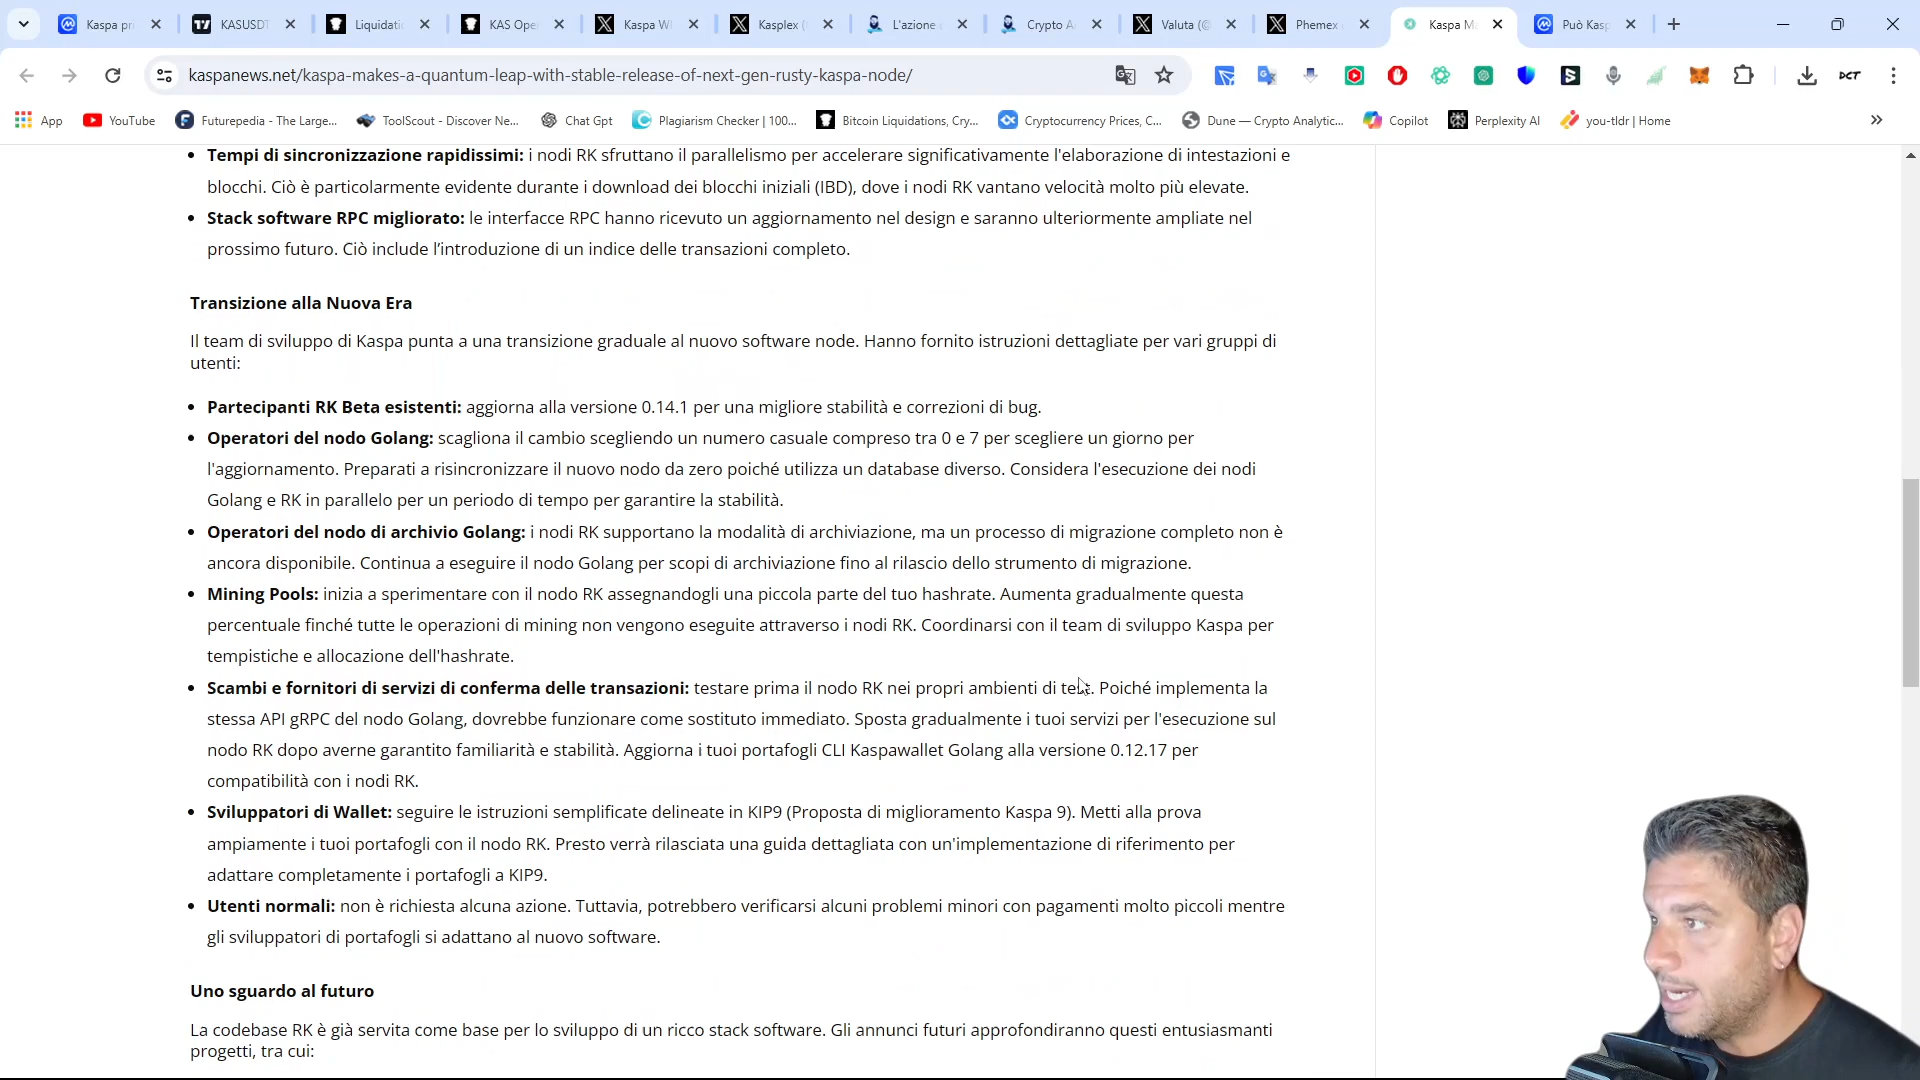 Kaspa pri
KASUSDT
Liquidati
KAS Ope
Kaspa W
Kasplex (
L'azione
Crypto A
Valuta (@
Phemex
Kaspa M
Può Kasp
kaspanews.net/kaspa-makes-a-quantum-leap-with-stable-release-of-next-gen-rusty-kaspa-node/
DCT
App
YouTube
Futurepedia - The Large...
ToolScout - Discover Ne...
Chat Gpt
Plagiarism Checker | 100...
Bitcoin Liquidations, Cry...
Cryptocurrency Prices, C...
Dune — Crypto Analytic...
Copilot
Perplexity AI
you-tldr | Home
Tempi di sincronizzazione rapidissimi: i nodi RK sfruttano il parallelismo per accelerare significativamente l'elaborazione di intestazioni e
blocchi. Ciò è particolarmente evidente durante i download dei blocchi iniziali (IBD), dove i nodi RK vantano velocità molto più elevate.
Stack software RPC migliorato: le interfacce RPC hanno ricevuto un aggiornamento nel design e saranno ulteriormente ampliate nel
prossimo futuro. Ciò include l'introduzione di un indice delle transazioni completo.
Transizione alla Nuova Era
Il team di sviluppo di Kaspa punta a una transizione graduale al nuovo software node. Hanno fornito istruzioni dettagliate per vari gruppi di
utenti:
Partecipanti RK Beta esistenti: aggiorna alla versione 0.14.1 per una migliore stabilità e correzioni di bug.
Operatori del nodo Golang: scagliona il cambio scegliendo un numero casuale compreso tra 0 e 7 per scegliere un giorno per
l'aggiornamento. Preparati a risincronizzare il nuovo nodo da zero poiché utilizza un database diverso. Considera l'esecuzione dei nodi
Golang e RK in parallelo per un periodo di tempo per garantire la stabilità.
Operatori del nodo di archivio Golang: i nodi RK supportano la modalità di archiviazione, ma un processo di migrazione completo non è
ancora disponibile. Continua a eseguire il nodo Golang per scopi di archiviazione fino al rilascio dello strumento di migrazione.
Mining Pools: inizia a sperimentare con il nodo RK assegnandogli una piccola parte del tuo hashrate. Aumenta gradualmente questa
percentuale finché tutte le operazioni di mining non vengono eseguite attraverso i nodi RK. Coordinarsi con il team di sviluppo Kaspa per
tempistiche e allocazione dell'hashrate.
Scambi e fornitori di servizi di conferma delle transazioni: testare prima il nodo RK nei propri ambienti di test. Poiché implementa la
stessa API gRPC del nodo Golang, dovrebbe funzionare come sostituto immediato. Sposta gradualmente i tuoi servizi per l'esecuzione sul
nodo RK dopo averne garantito familiarità e stabilità. Aggiorna i tuoi portafogli CLI Kaspawallet Golang alla versione 0.12.17 per
compatibilità con i nodi RK.
Sviluppatori di Wallet: seguire le istruzioni semplificate delineate in KIP9 (Proposta di miglioramento Kaspa 9). Metti alla prova
ampiamente i tuoi portafogli con il nodo RK. Presto verrà rilasciata una guida dettagliata con un'implementazione di riferimento per
adattare completamente i portafogli a KIP9.
Utenti normali: non è richiesta alcuna azione. Tuttavia, potrebbero verificarsi alcuni problemi minori con pagamenti molto piccoli mentre
gli sviluppatori di portafogli si adattano al nuovo software.
Uno sguardo al futuro
La codebase RK è già servita come base per lo sviluppo di un ricco stack software. Gli annunci futuri approfondiranno questi entusiasmanti
progetti, tra cui: